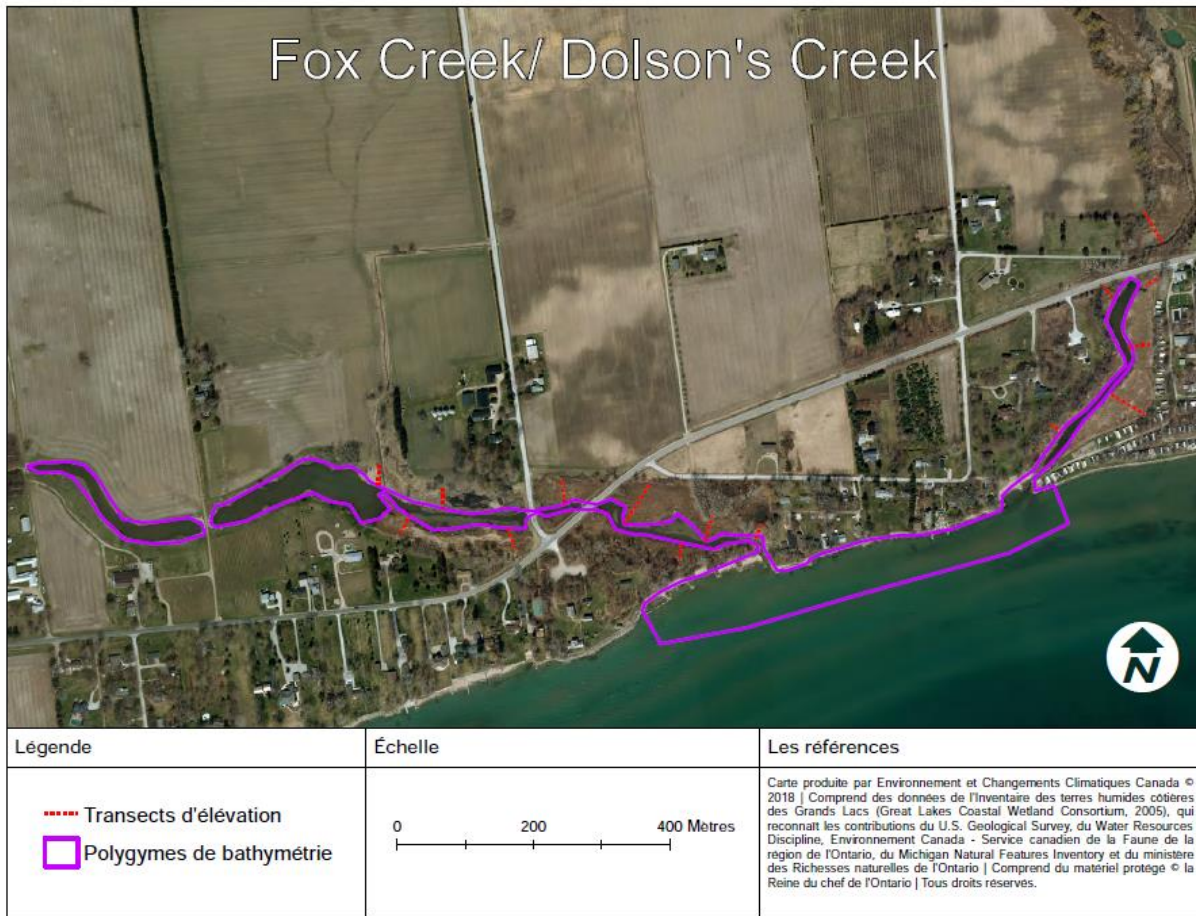 Fox Creek/ Dolson's Creek
N
Légende
Transects d'élévation
Polygymes de bathymétrie
Échelle
0 200 400 Mètres
Les références
Carte produite par Environnement et Changements Climatiques Canada ©
2018 | Comprend des données de l'Inventaire des terres humides côtières
des Grands Lacs (Great Lakes Coastal Wetland Consortium, 2005), qui
reconnaît les contributions du U.S. Geological Survey, du Water Resources
Discipline, Environnement Canada - Service canadien de la Faune de la
région de l'Ontario, du Michigan Natural Features Inventory et du ministère
des Richesses naturelles de l'Ontario | Comprend du matériel protégé © la
Reine du chef de l'Ontario | Tous droits réservés.